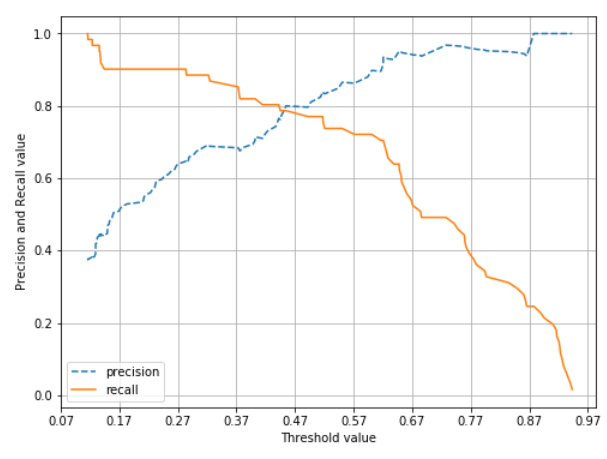 Precision and Recall value
1.0
0.8
0.6
0.4
0.2
0.0
precision
recall
0.07 0.17 0.27 0.37 0.47 0.57 0.67 0.77 0.87 0.97
Threshold value